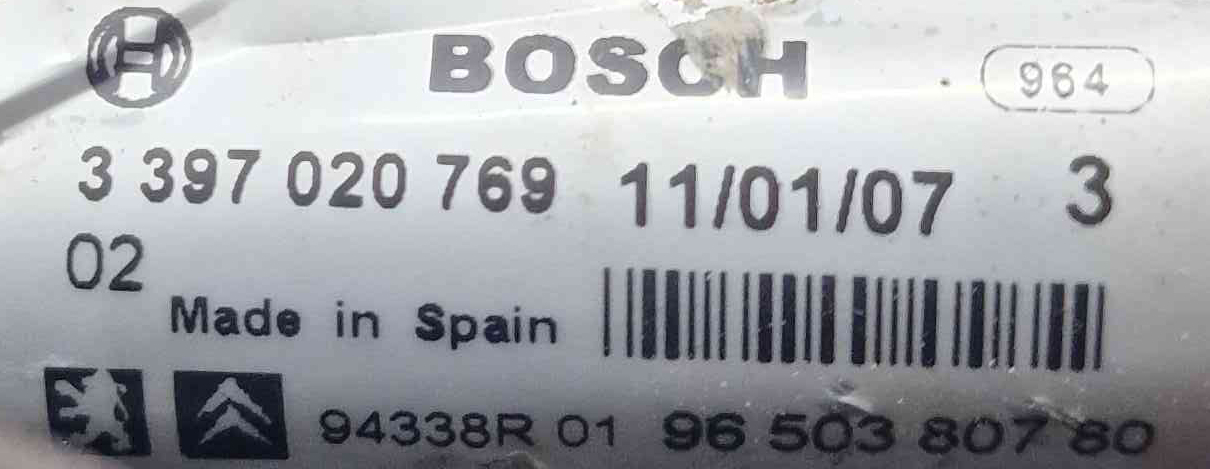 BOSCH 964
3 397 020 769 11/01/07 3
02
Made in Spain
94338R 01 96 503 807 80